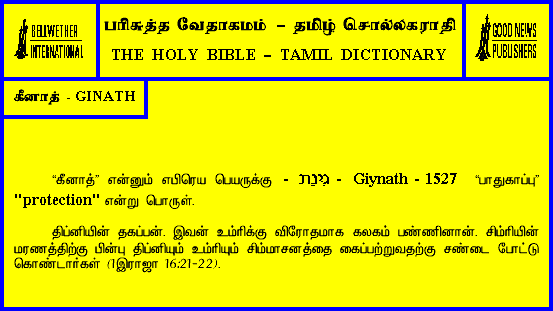 BELLWETHER
INTERNATIONAL
பரிசுத்த வேதாகமம் – தமிழ் சொல்லகராதி
THE HOLY BIBLE – TAMIL DICTIONARY
GOOD NEWS
PUBLISHERS
கீனாத் - GINATH
“கீனாத்” என்னும் எபிரெய பெயருக்கு - גִּינַת - Giynath - 1527 “பாதுகாப்பு”
"protection" என்று பொருள்.
திப்னியின் தகப்பன். இவன் உம்ரிக்கு விரோதமாக கலகம் பண்ணினான். சிம்ரியின்
மரணத்திற்கு பின்பு திப்னியும் உம்ரியும் சிம்மாசனத்தை கைப்பற்றுவதற்கு சண்டை போட்டு
கொண்டார்கள் (1இராஜா 16:21-22).